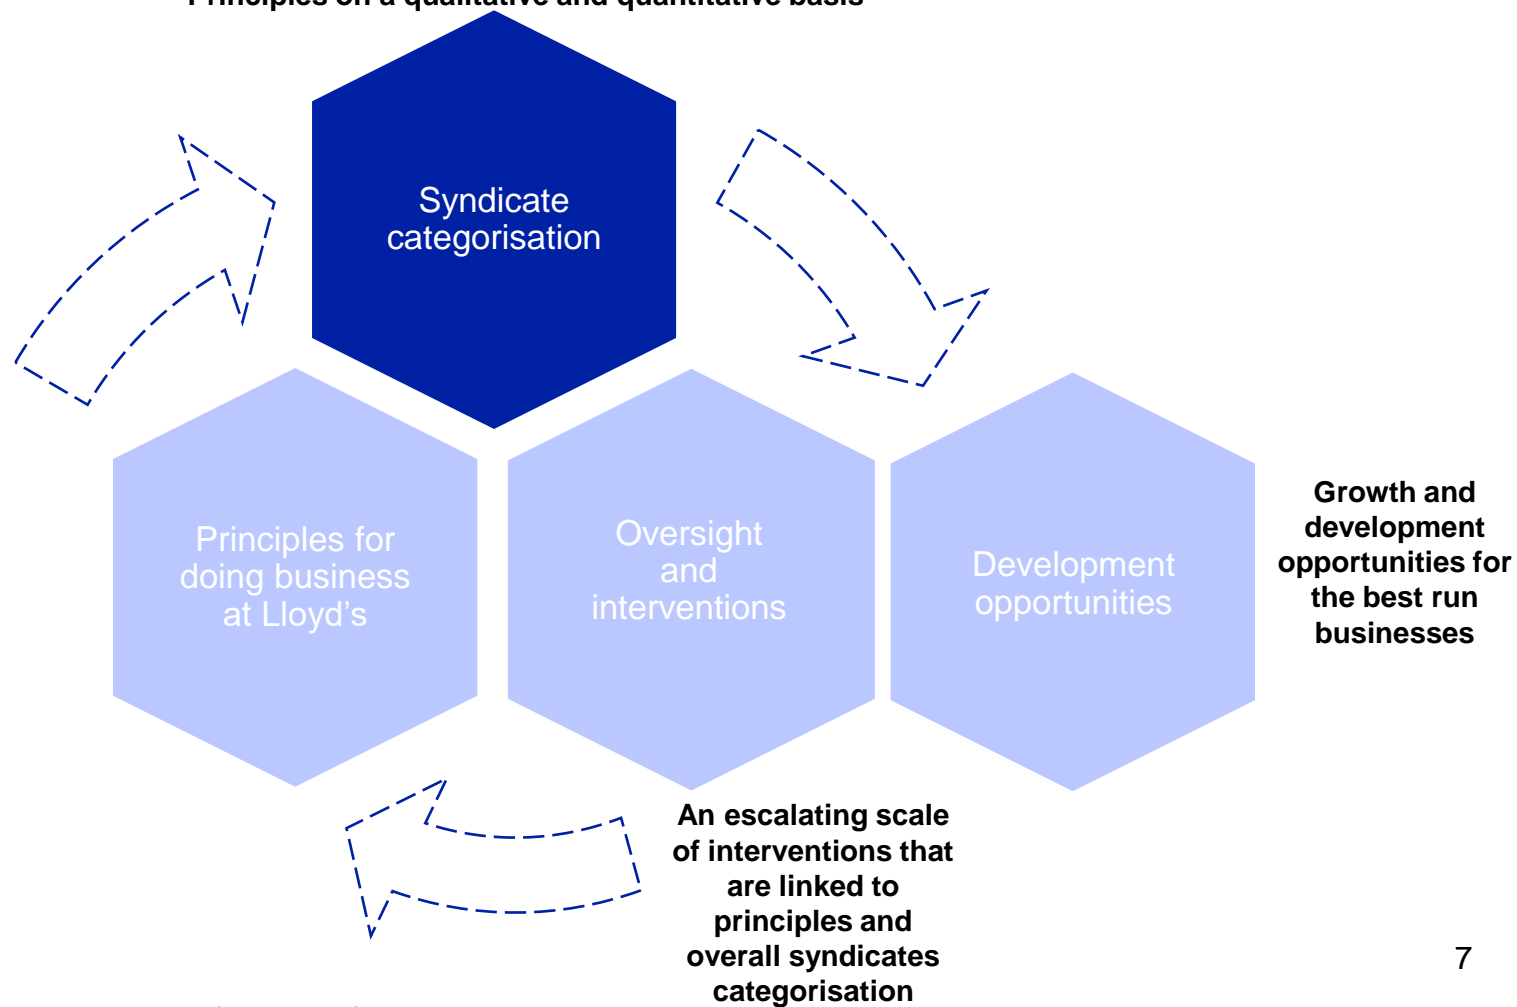 Principles on a qualitative and quantitative basis
Syndicate
categorisation
Principles for
doing business
at Lloyd's
Oversight
and
interventions
Development
opportunities
Growth and
development
opportunities for
the best run
businesses
An escalating scale
of interventions that
are linked to
principles and
overall syndicates
categorisation
7